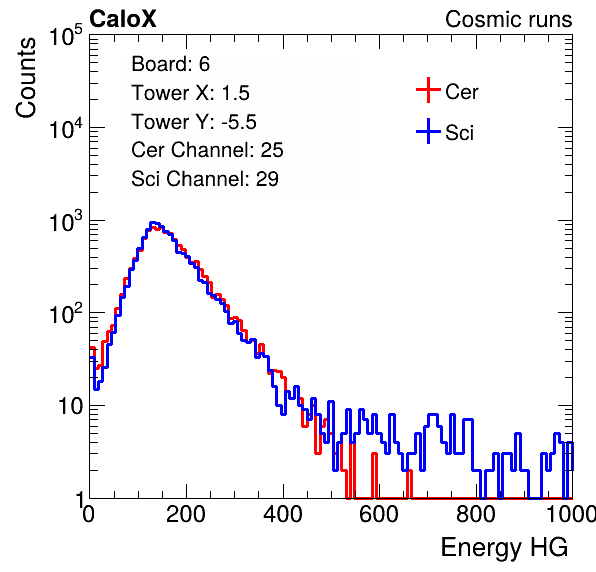 CaloX Cosmic runs
Counts
10^5
10^4
10^3
10^2
10
1
Board: 6
Tower X: 1.5
Tower Y: -5.5
Cer Channel: 25
Sci Channel: 29
Cer
Sci
0 200 400 600 800 1000
Energy HG